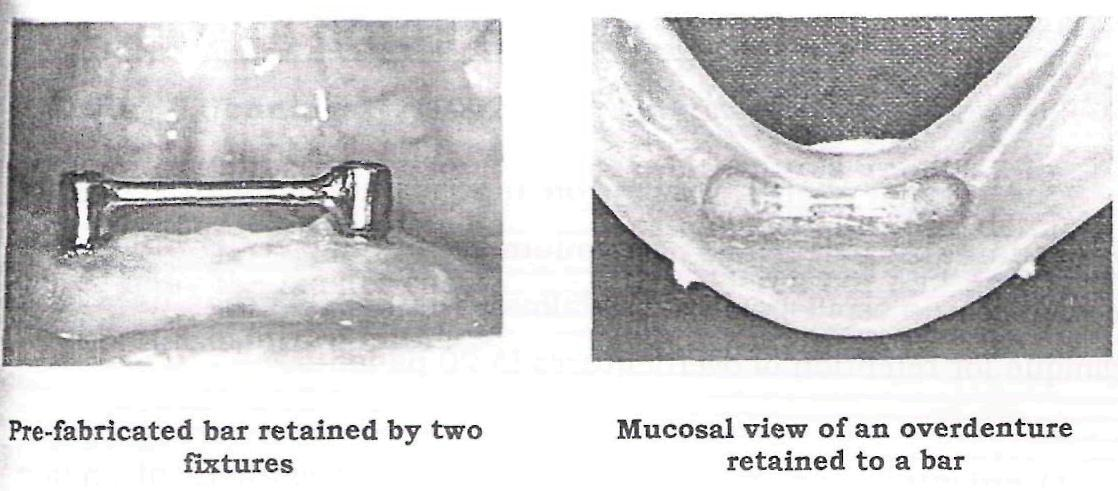 Pre-fabricated bar retained by two
fixtures
Mucosal view of an overdenture
retained to a bar